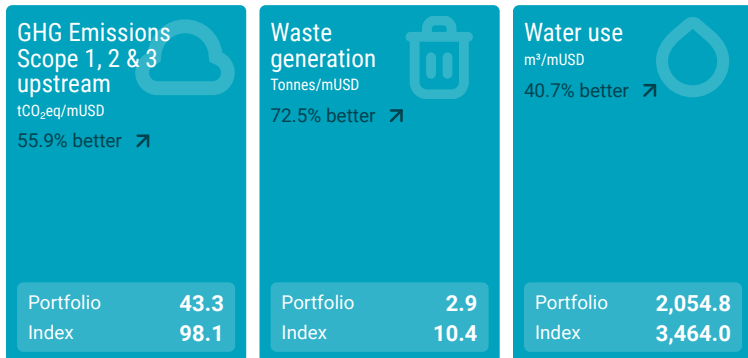 GHG Emissions
Scope 1, 2 & 3
upstream
tCO₂eq/mUSD
55.9% better
Portfolio 43.3
Index 98.1
Waste
generation
Tonnes/mUSD
72.5% better
Portfolio 2.9
Index 10.4
Water use
m³/mUSD
40.7% better
Portfolio 2,054.8
Index 3,464.0